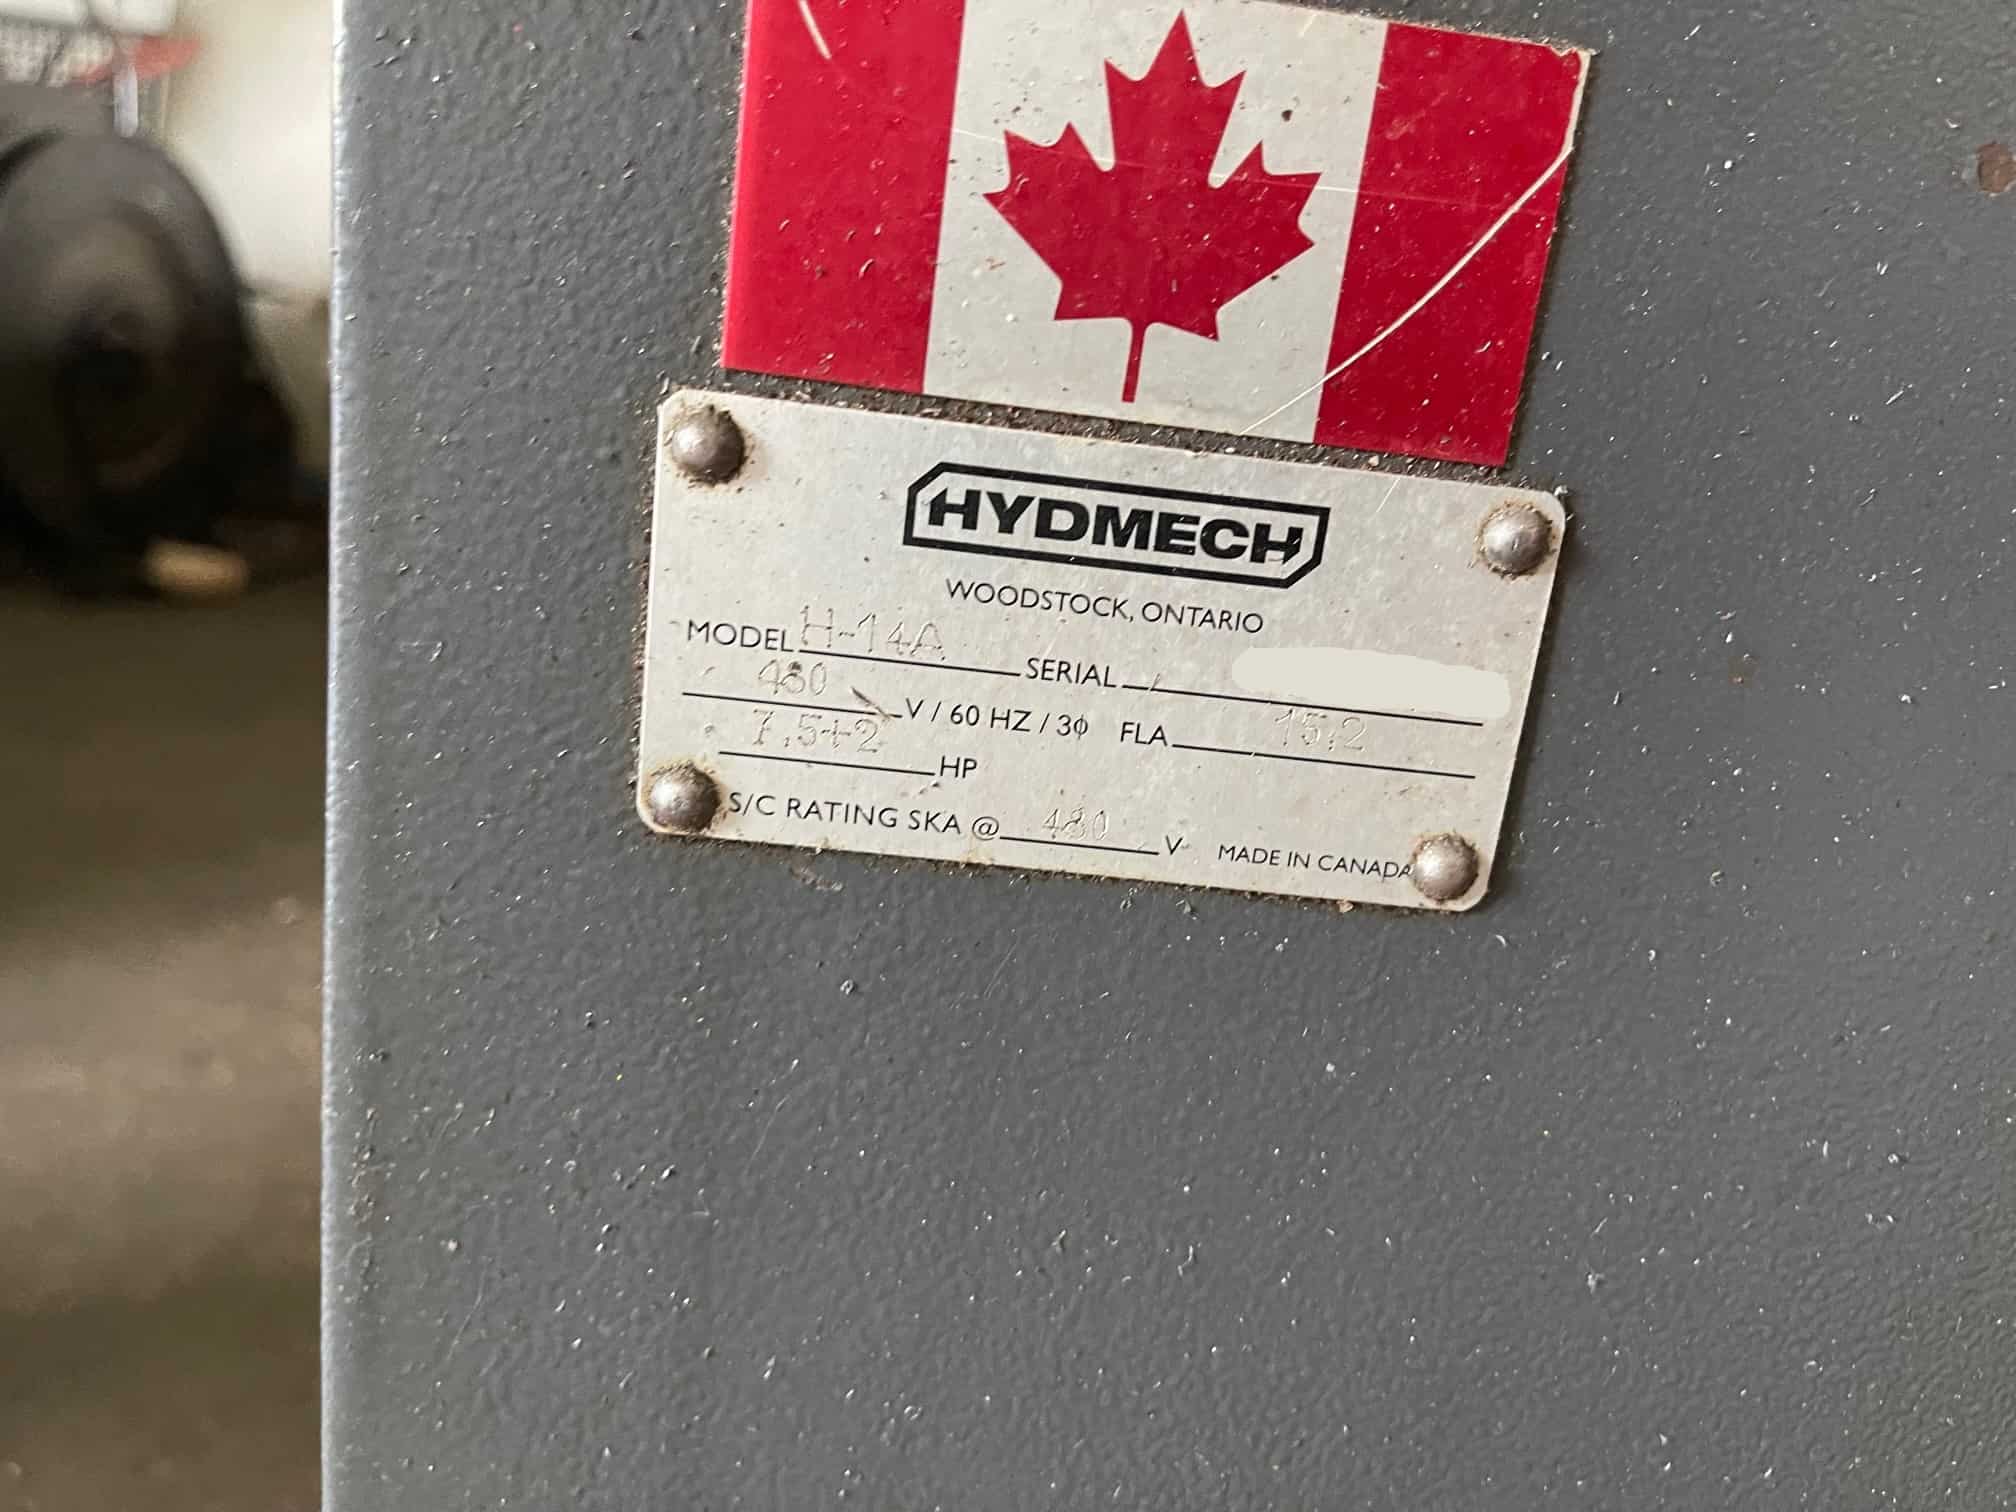 HYDMECH
WOODSTOCK, ONTARIO
MODEL H-14A SERIAL
480 V / 60 HZ / 3Φ FLA 15.2
7.5+2 HP
S/C RATING 5KA @ 480 V MADE IN CANADA